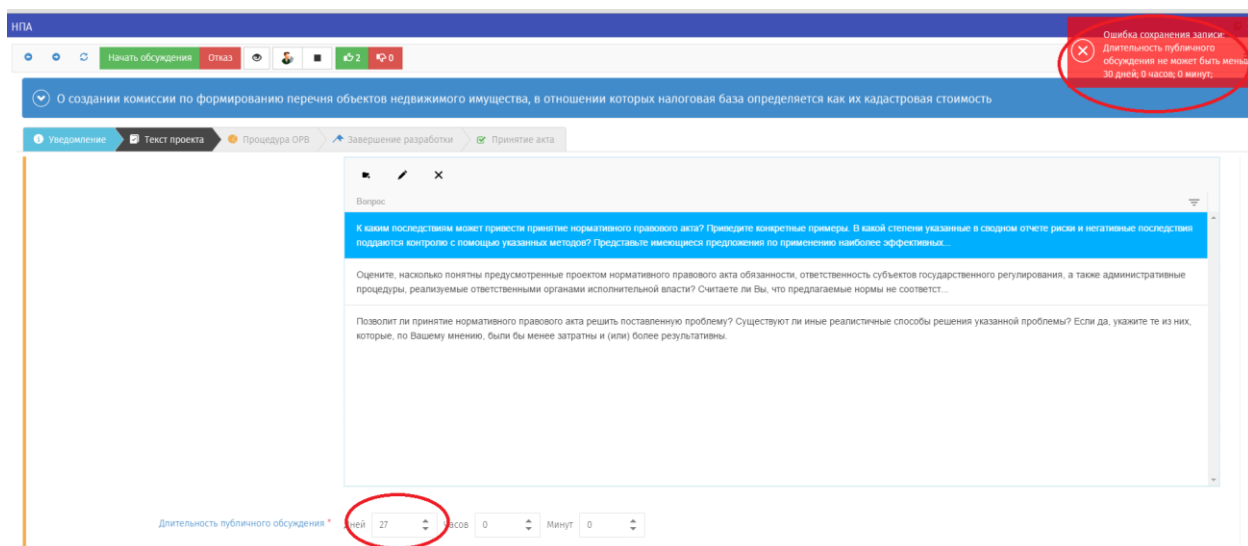 НПА
Ошибка сохранения записи:
Длительность публичного
обсуждения не может быть меньш
30 дней; 0 часов; 0 минут;
Начать обсуждения Отказ 2 0
О создании комиссии по формированию перечня объектов недвижимого имущества, в отношении которых налоговая база определяется как их кадастровая стоимость
Уведомление Текст проекта Процедура ОРВ Завершение разработки Принятие акта
Вопрос
К каким последствиям может привести принятие нормативного правового акта? Приведите конкретные примеры. В какой степени указанные в сводном отчете риски и негативные последствия
поддаются контролю с помощью указанных методов? Представьте имеющиеся предложения по применению наиболее эффективных...
Оцените, насколько понятны предусмотренные проектом нормативного правового акта обязанности, ответственность субъектов государственного регулирования, а также административные
процедуры, реализуемые ответственными органами исполнительной власти? Считаете ли Вы, что предлагаемые нормы не соответст...
Позволит ли принятие нормативного правового акта решить поставленную проблему? Существуют ли иные реалистичные способы решения указанной проблемы? Если да, укажите те из них,
которые, по Вашему мнению, были бы менее затратны и (или) более результативны.
Длительность публичного обсуждения * Дней 27 Часов 0 Минут 0